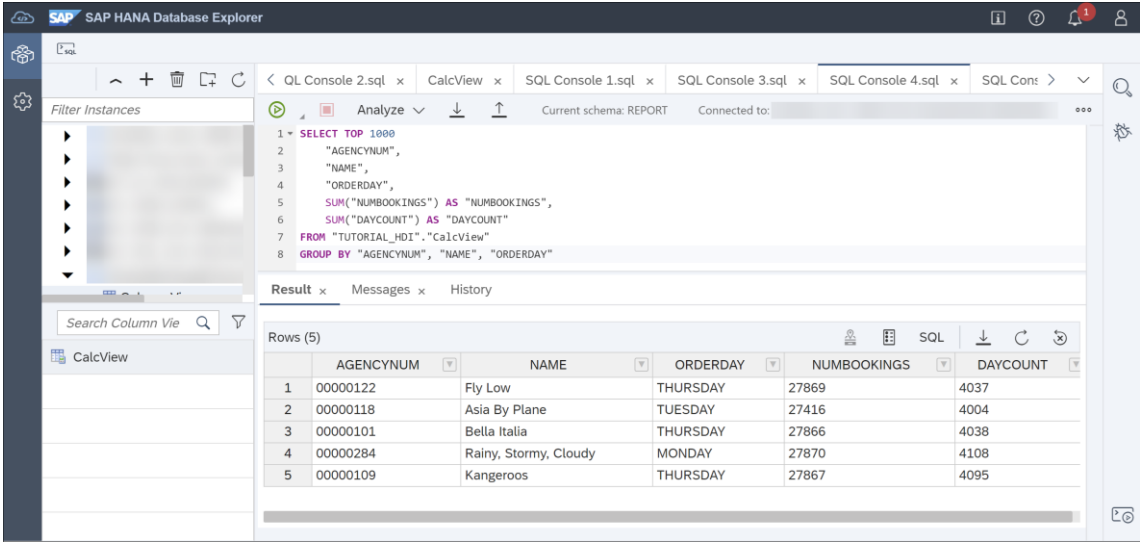 SAP SAP HANA Database Explorer
1
SQL
Filter Instances
Search Column Vie
CalcView
QL Console 2.sql × CalcView × SQL Console 1.sql × SQL Console 3.sql × SQL Console 4.sql × SQL Cons
Analyze Current schema: REPORT Connected to:
1 SELECT TOP 1000
2 "AGENCYNUM",
3 "NAME",
4 "ORDERDAY",
5 SUM("NUMBOOKINGS") AS "NUMBOOKINGS",
6 SUM("DAYCOUNT") AS "DAYCOUNT"
7 FROM "TUTORIAL_HDI"."CalcView"
8 GROUP BY "AGENCYNUM", "NAME", "ORDERDAY"
Result × Messages × History
Rows (5) SQL
AGENCYNUM NAME ORDERDAY NUMBOOKINGS DAYCOUNT
1 00000122 Fly Low THURSDAY 27869 4037
2 00000118 Asia By Plane TUESDAY 27416 4004
3 00000101 Bella Italia THURSDAY 27866 4038
4 00000284 Rainy, Stormy, Cloudy MONDAY 27870 4108
5 00000109 Kangeroos THURSDAY 27867 4095